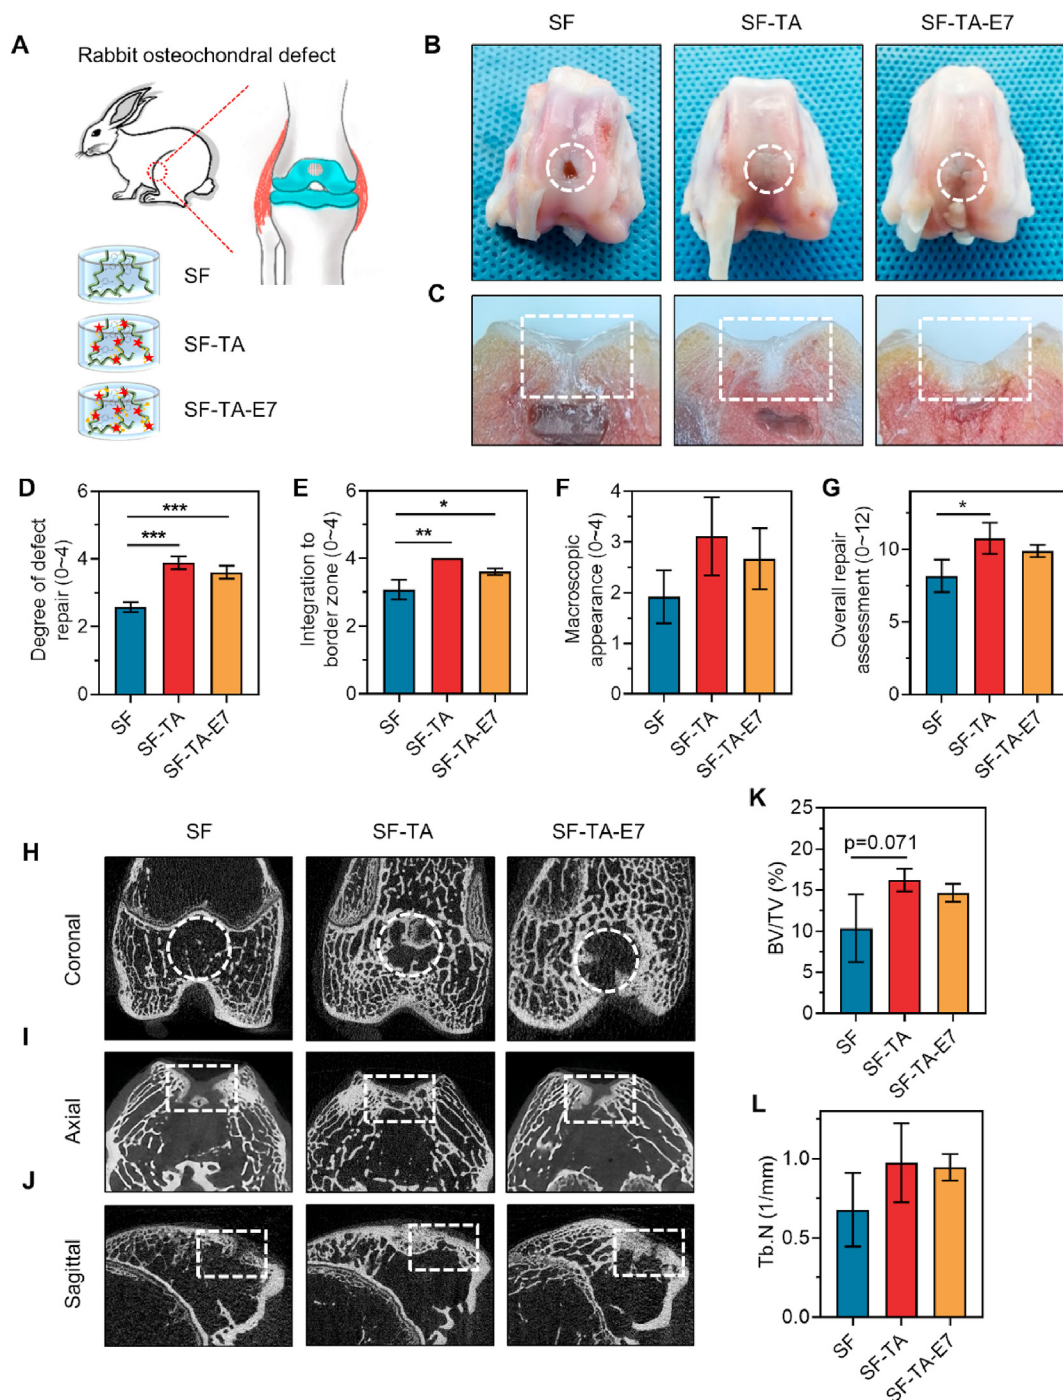 A
Rabbit osteochondral defect
SF
SF-TA
SF-TA-E7
B
SF
SF-TA
SF-TA-E7
C
D
Degree of defect
repair (0~4)
6
4
2
0
***
***
SF
SF-TA
SF-TA-E7
E
Integration to
border zone (0~4)
6
4
2
0
*
**
SF
SF-TA
SF-TA-E7
F
Macroscopic
appearance (0~4)
4
3
2
1
0
SF
SF-TA
SF-TA-E7
G
Overall repair
assessment (0~12)
10
5
0
*
SF
SF-TA
SF-TA-E7
SF
SF-TA
SF-TA-E7
H
Coronal
I
Axial
J
Sagittal
K
BV/TV (%)
25
20
15
10
5
0
p=0.071
SF
SF-TA
SF-TA-E7
L
Tb.N (1/mm)
1.0
0.5
0.0
SF
SF-TA
SF-TA-E7